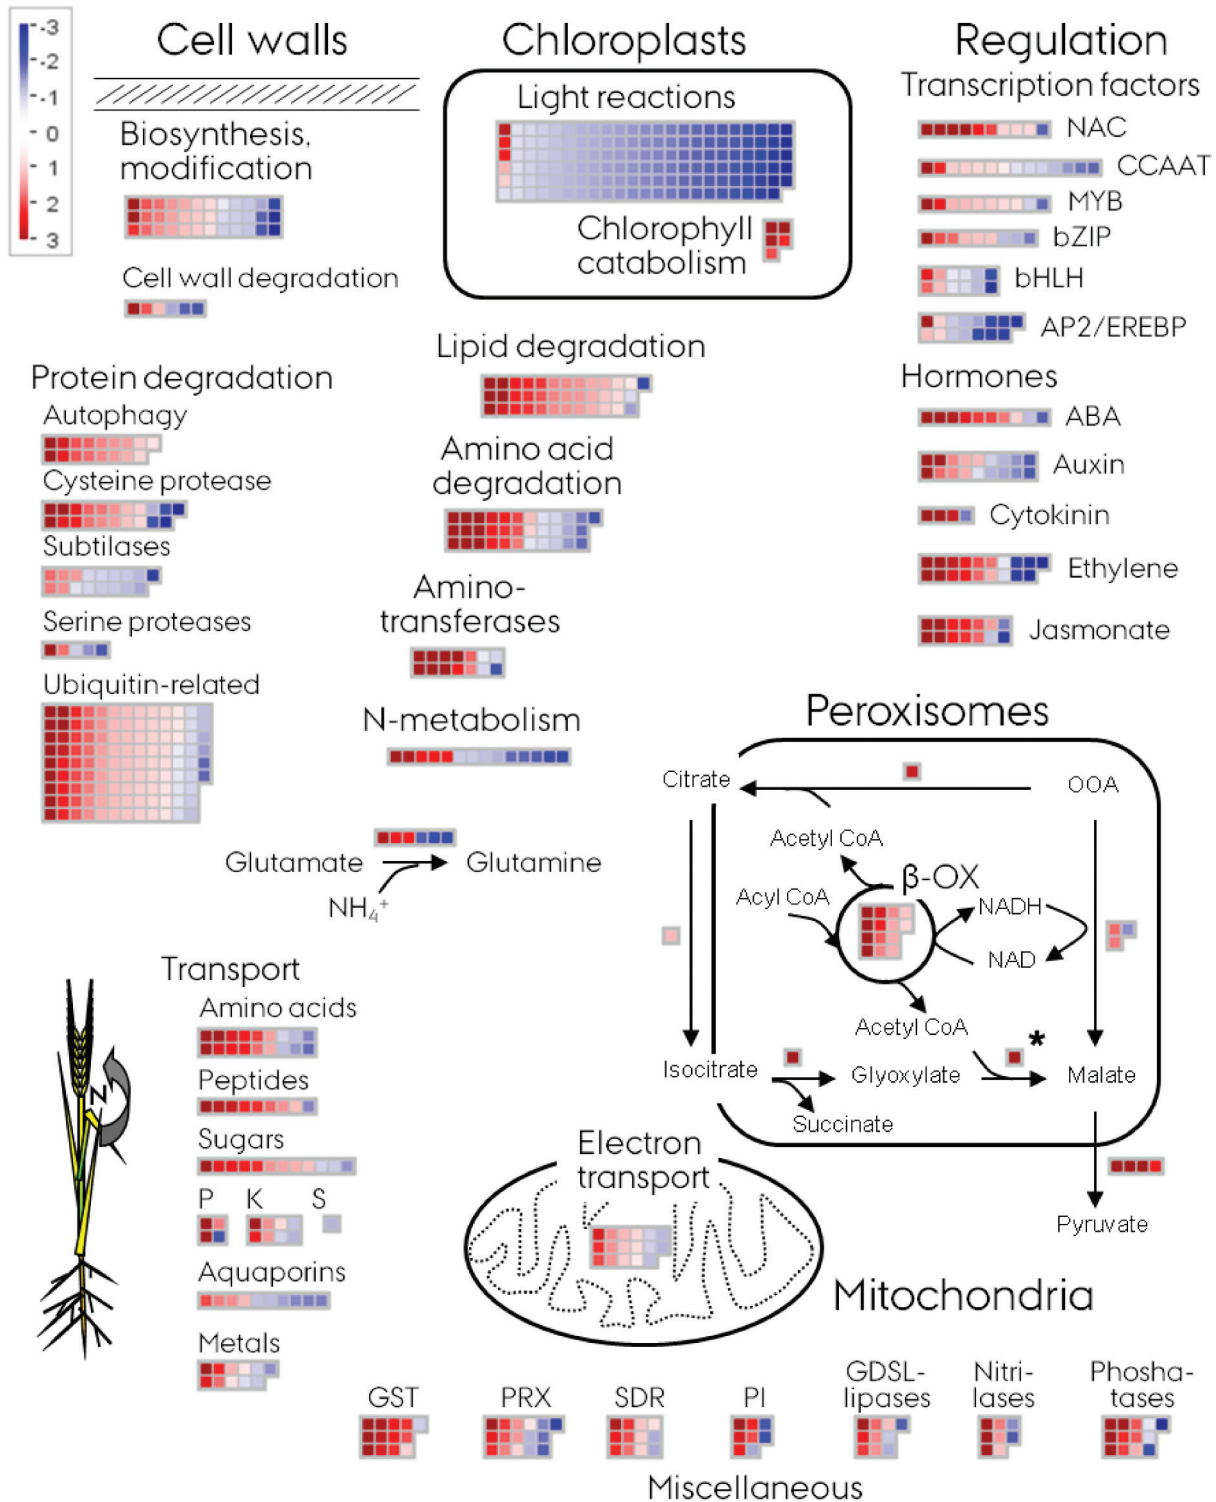 -3
-2
-1
0
1
2
3
Cell walls
Biosynthesis,
modification
Cell wall degradation
Chloroplasts
Light reactions
Chlorophyll
catabolism
Regulation
Transcription factors
NAC
CCAAT
MYB
bZIP
bHLH
AP2/EREBP
Hormones
ABA
Auxin
Cytokinin
Ethylene
Jasmonate
Protein degradation
Autophagy
Cysteine protease
Subtilases
Serine proteases
Ubiquitin-related
Lipid degradation
Amino acid
degradation
Amino-
transferases
N-metabolism
Glutamate
Glutamine
NH₄⁺
Peroxisomes
Citrate
OOA
Acetyl CoA
β-OX
Acyl CoA
NADH
NAD
Acetyl CoA
*
Isocitrate
Glyoxylate
Malate
Succinate
Pyruvate
Transport
Amino acids
Peptides
Sugars
P K S
Aquaporins
Metals
N
Electron
transport
Mitochondria
GST
PRX
SDR
PI
GDSL-
lipases
Nitri-
lases
Phosha-
tases
Miscellaneous